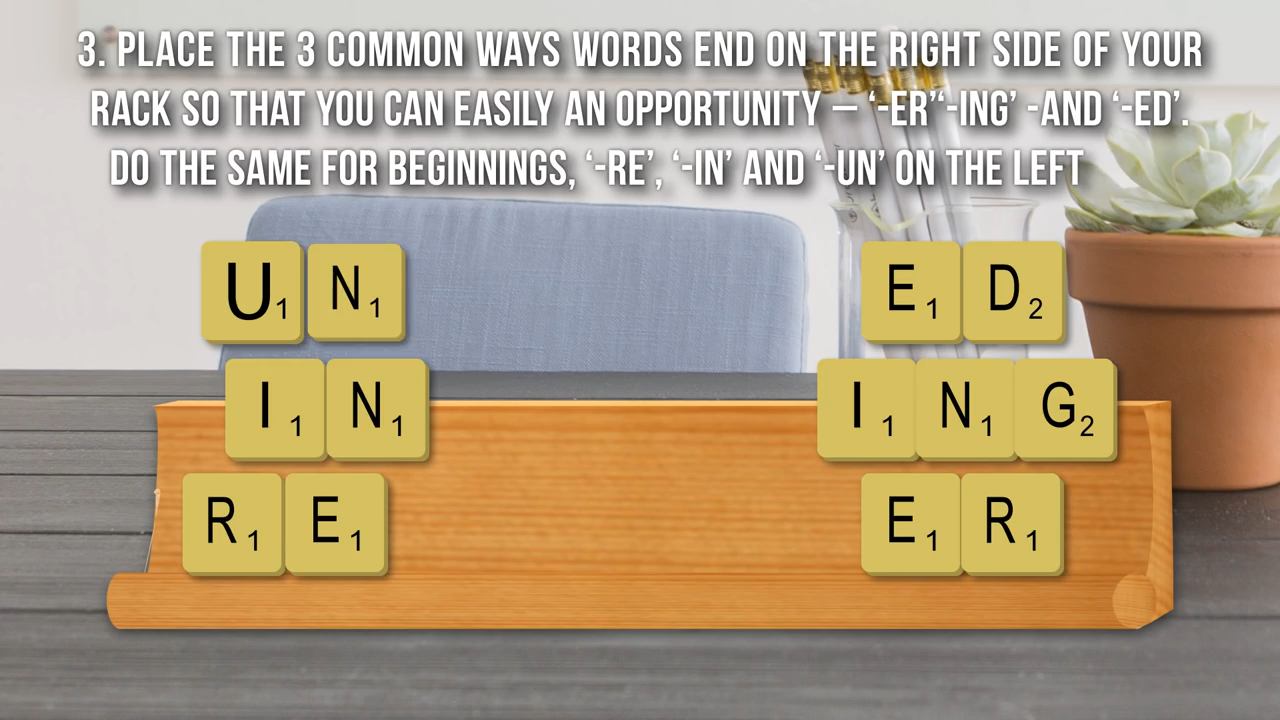 3. PLACE THE 3 COMMON WAYS WORDS END ON THE RIGHT SIDE OF YOUR
RACK SO THAT YOU CAN EASILY AN OPPORTUNITY – ‘-ER”-ING’ -AND ‘-ED’.
DO THE SAME FOR BEGINNINGS, ‘-RE’, ‘-IN’ AND ‘-UN’ ON THE LEFT
U1 N1 E1 D2
I1 N1 I1 N1 G2
R1 E1 E1 R1